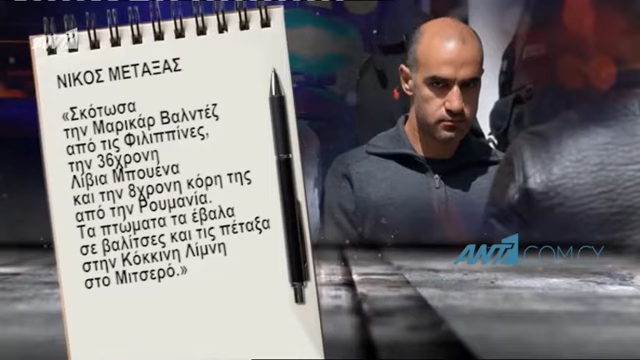 ΑΝΤ1
ΝΙΚΟΣ ΜΕΤΑΞΑΣ
«Σκότωσα
την Μαρικάρ Βαλντέζ
από τις Φιλιππίνες,
την 36χρονη
Λίβια Μπουένα
και την 8χρονη κόρη της
από την Ρουμανία.
Τα πτώματα τα έβαλα
σε βαλίτσες και τις πέταξα
στην Κόκκινη Λίμνη
στο Μιτσερό.»
ANT1.COM.CY